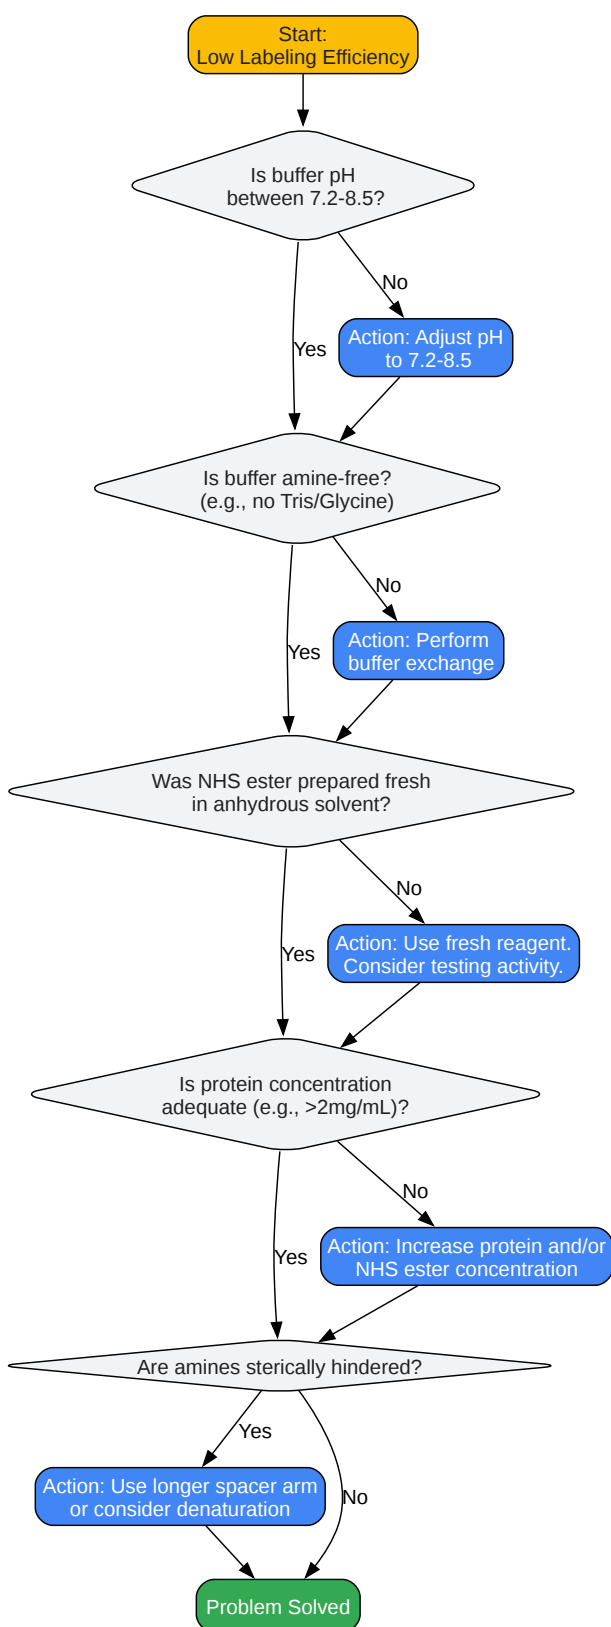 Start:
Low Labeling Efficiency
Is buffer pH
between 7.2-8.5?
No
Yes
Action: Adjust pH
to 7.2-8.5
Is buffer amine-free?
(e.g., no Tris/Glycine)
No
Yes
Action: Perform
buffer exchange
Was NHS ester prepared fresh
in anhydrous solvent?
No
Yes
Action: Use fresh reagent.
Consider testing activity.
Is protein concentration
adequate (e.g., >2mg/mL)?
No
Yes
Action: Increase protein and/or
NHS ester concentration
Are amines sterically hindered?
Yes
No
Action: Use longer spacer arm
or consider denaturation
Problem Solved